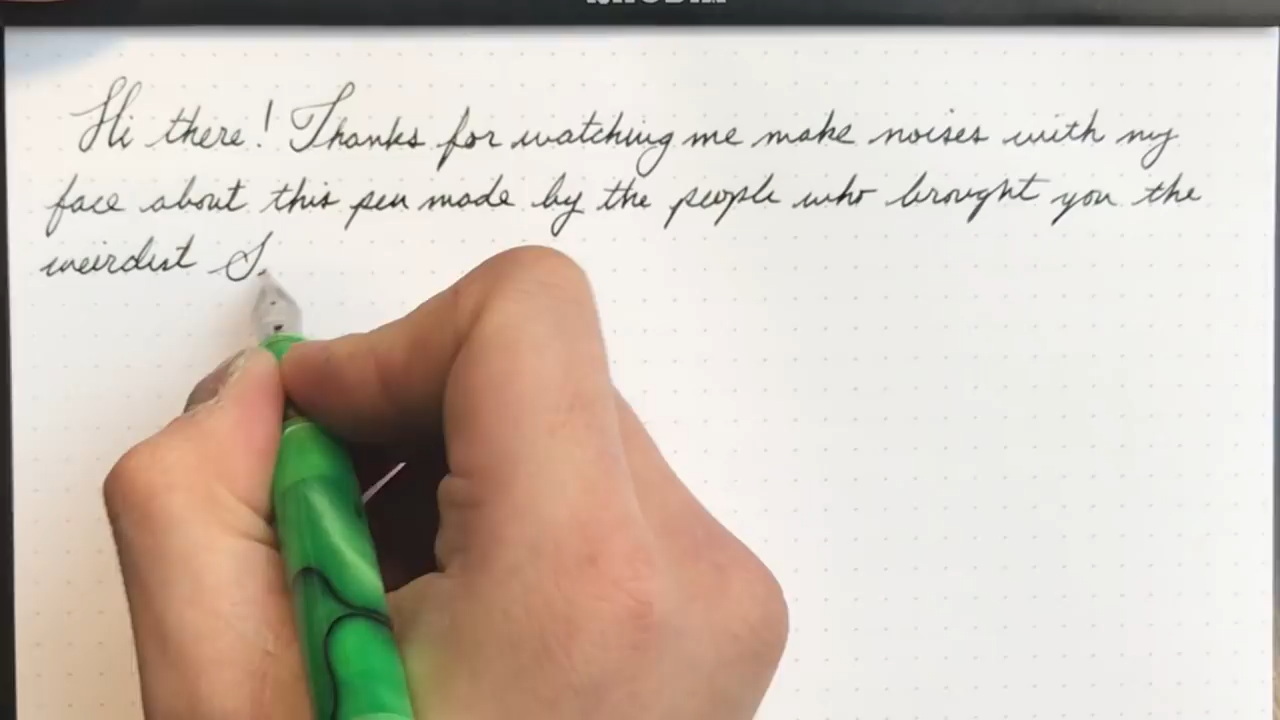 Hi there! Thanks for watching me make noises with my
face about this pen made by the people who brought you the
weirdest S